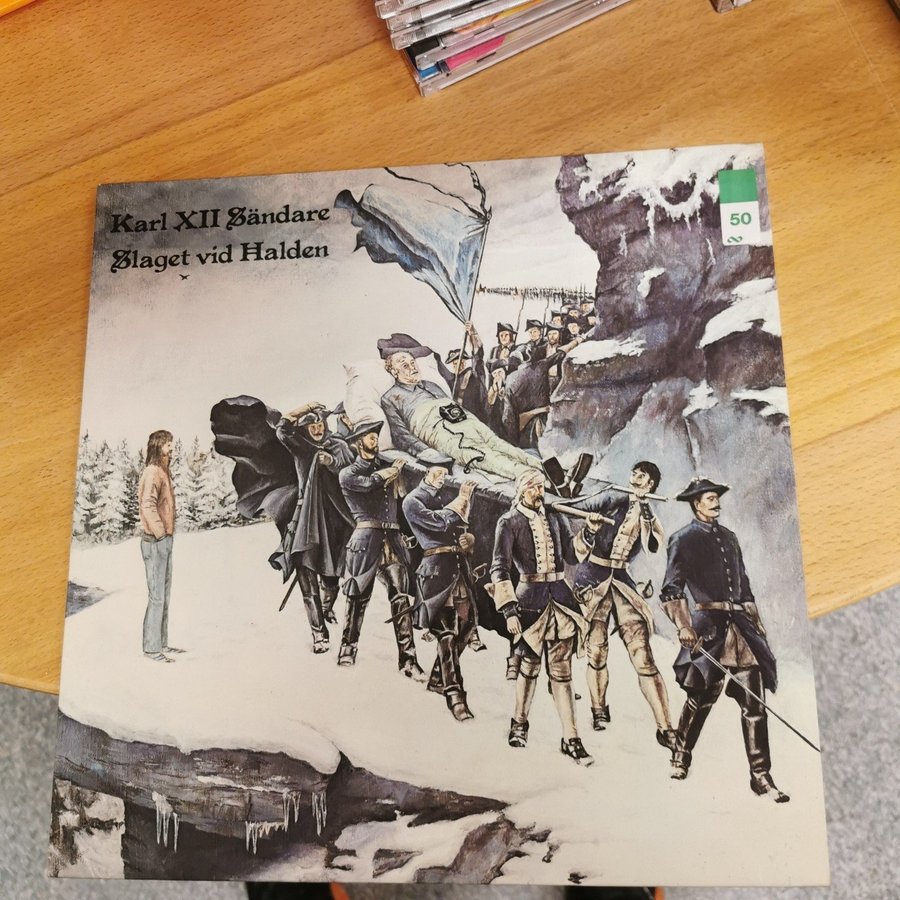 Karl XII Sändare
Slaget vid Halden
50